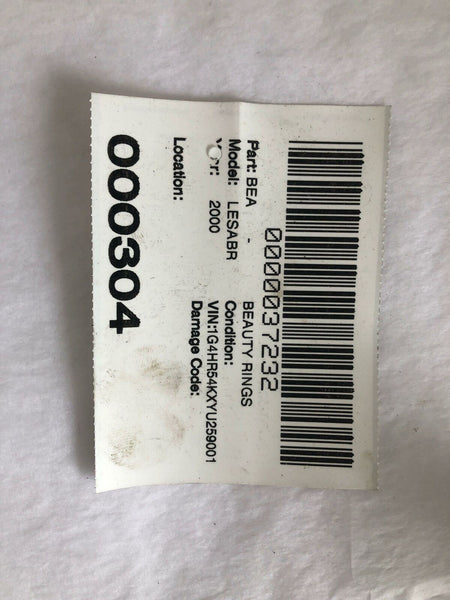 0000037232
Part: BEA - BEAUTY RINGS
Model: LESABR Condition:
r: 2000 VIN:1G4HR54KXYU259001
Location: Damage Code:
000304